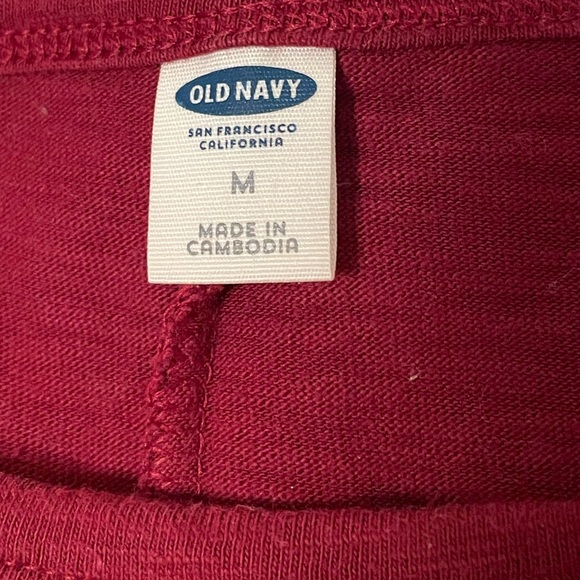 OLD NAVY
SAN FRANCISCO
CALIFORNIA
M
MADE IN
CAMBODIA